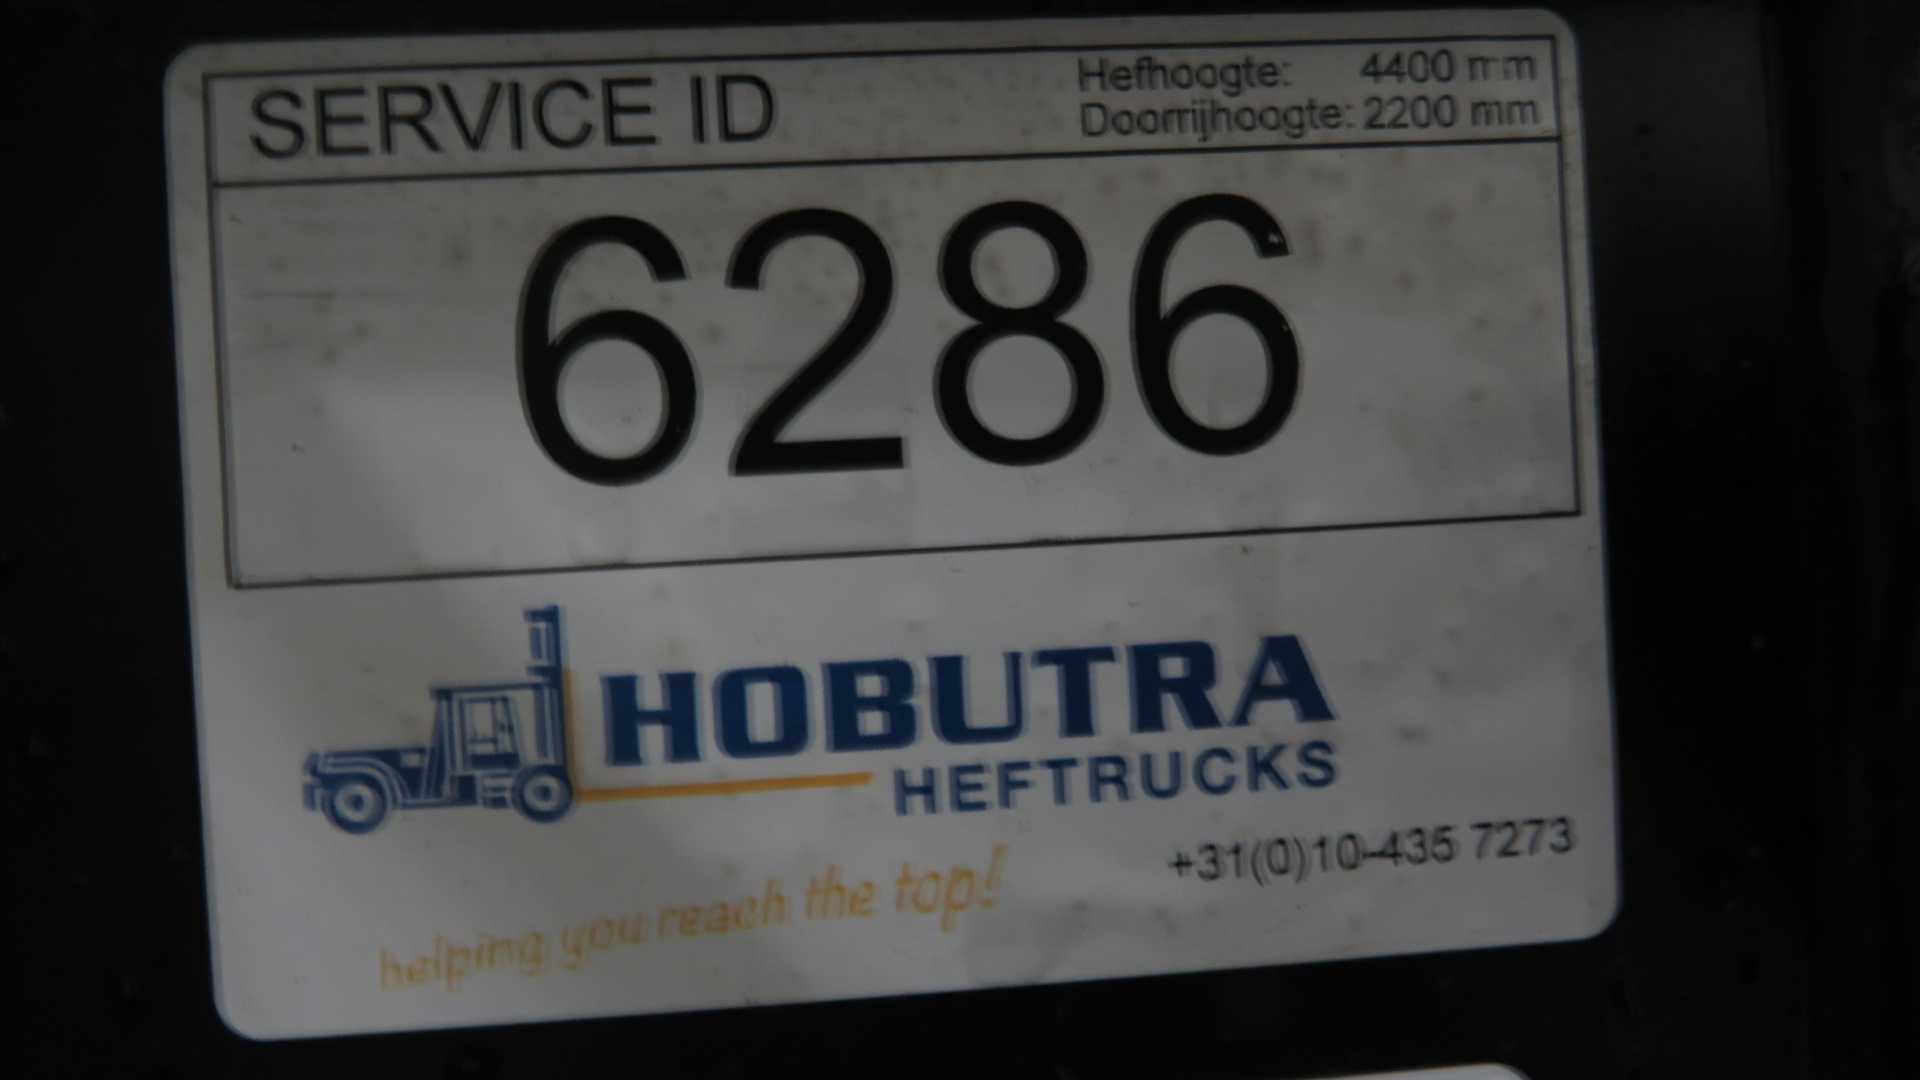 SERVICE ID
Hefhoogte: 4400 mm
Doorrijhoogte: 2200 mm
6286
HOBUTRA
HEFTRUCKS
+31(0)10-435 7273
helping you reach the top!